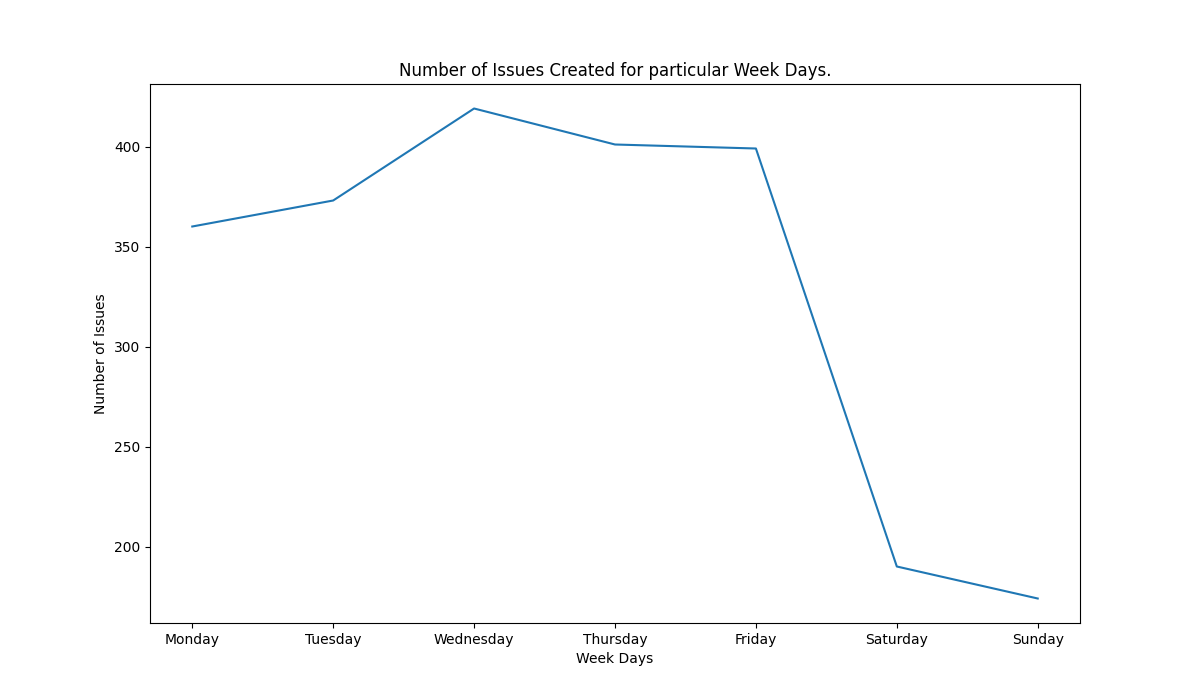 Number of Issues Created for particular Week Days.
Number of Issues
400
350
300
250
200
Monday Tuesday Wednesday Thursday Friday Saturday Sunday
Week Days